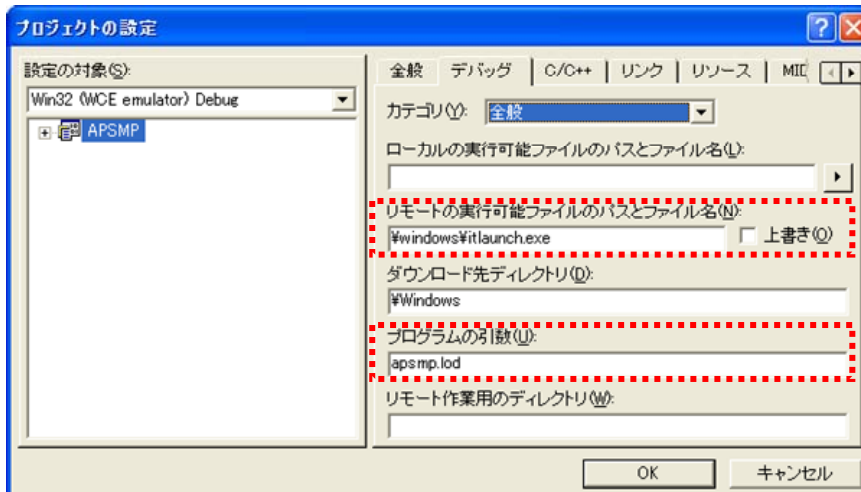 プロジェクトの設定
設定の対象(S):
Win32 (WCE emulator) Debug
APSMP
全般 デバッグ C/C++ リンク リソース MID
カテゴリ(Y): 全般
ローカルの実行可能ファイルのパスとファイル名(L):
リモートの実行可能ファイルのパスとファイル名(N):
¥windows¥itlaunch.exe 上書き(O)
ダウンロード先ディレクトリ(D):
¥Windows
プログラムの引数(U):
apsmp.lod
リモート作業用のディレクトリ(W):
OK キャンセル